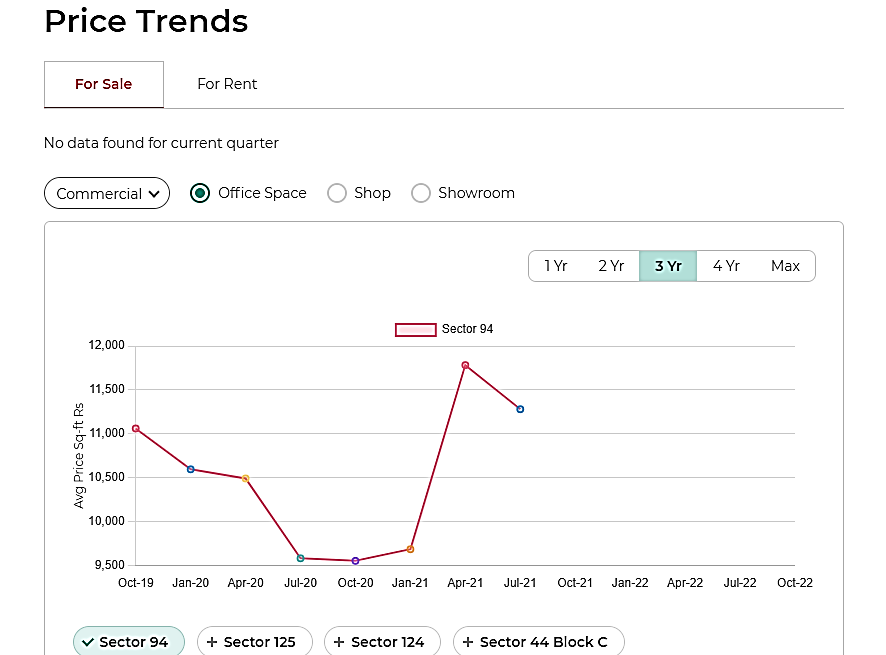 Price Trends
For Sale For Rent
No data found for current quarter
Commercial Office Space Shop Showroom
1 Yr 2 Yr 3 Yr 4 Yr Max
Sector 94
12,000
11,500
11,000
10,500
10,000
9,500
Avg Price Sq-ft Rs
Oct-19 Jan-20 Apr-20 Jul-20 Oct-20 Jan-21 Apr-21 Jul-21 Oct-21 Jan-22 Apr-22 Jul-22 Oct-22
Sector 94 + Sector 125 + Sector 124 + Sector 44 Block C